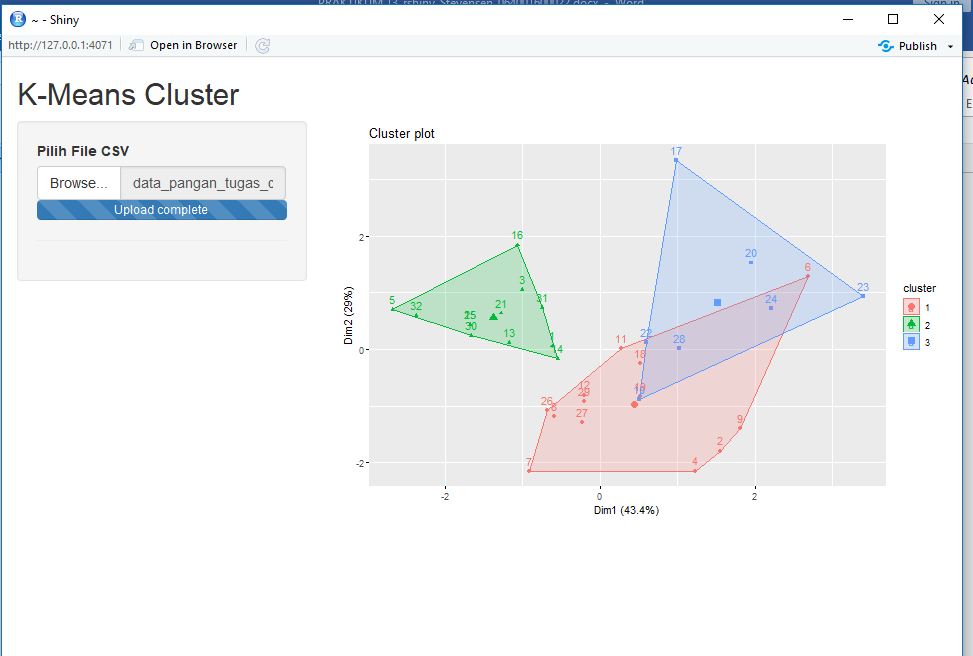 ~ - Shiny
http://127.0.0.1:4071
Open in Browser
Publish
K-Means Cluster
Pilih File CSV
Browse...
data_pangan_tugas_c
Upload complete
Cluster plot
17
16
20
6
23
3
5
32
21
31
24
25
30
13
1
22
11
28
18
19
12
29
26
8
27
9
2
7
4
2
0
-2
Dim2 (29%)
-2
0
2
Dim1 (43.4%)
cluster
1
2
3